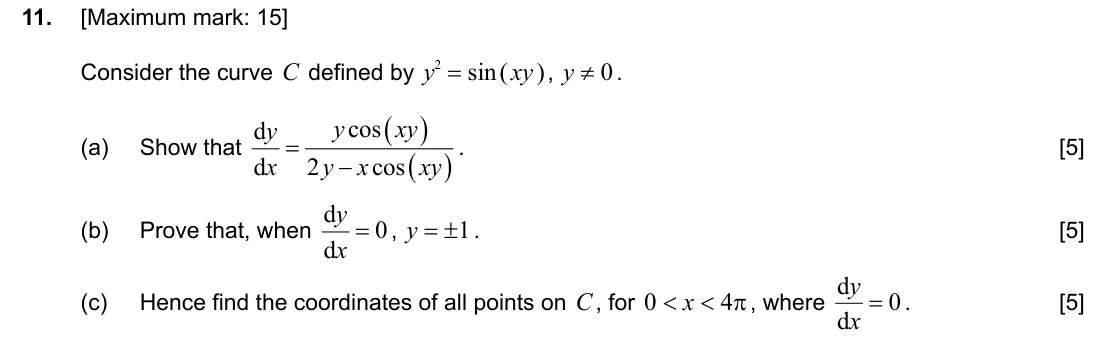 11. [Maximum mark: 15]
Consider the curve C defined by y² = sin(xy), y ≠ 0.
(a) Show that dy/dx = y cos(xy) / (2y − x cos(xy)). [5]
(b) Prove that, when dy/dx = 0, y = ±1. [5]
(c) Hence find the coordinates of all points on C, for 0 < x < 4π, where dy/dx = 0. [5]